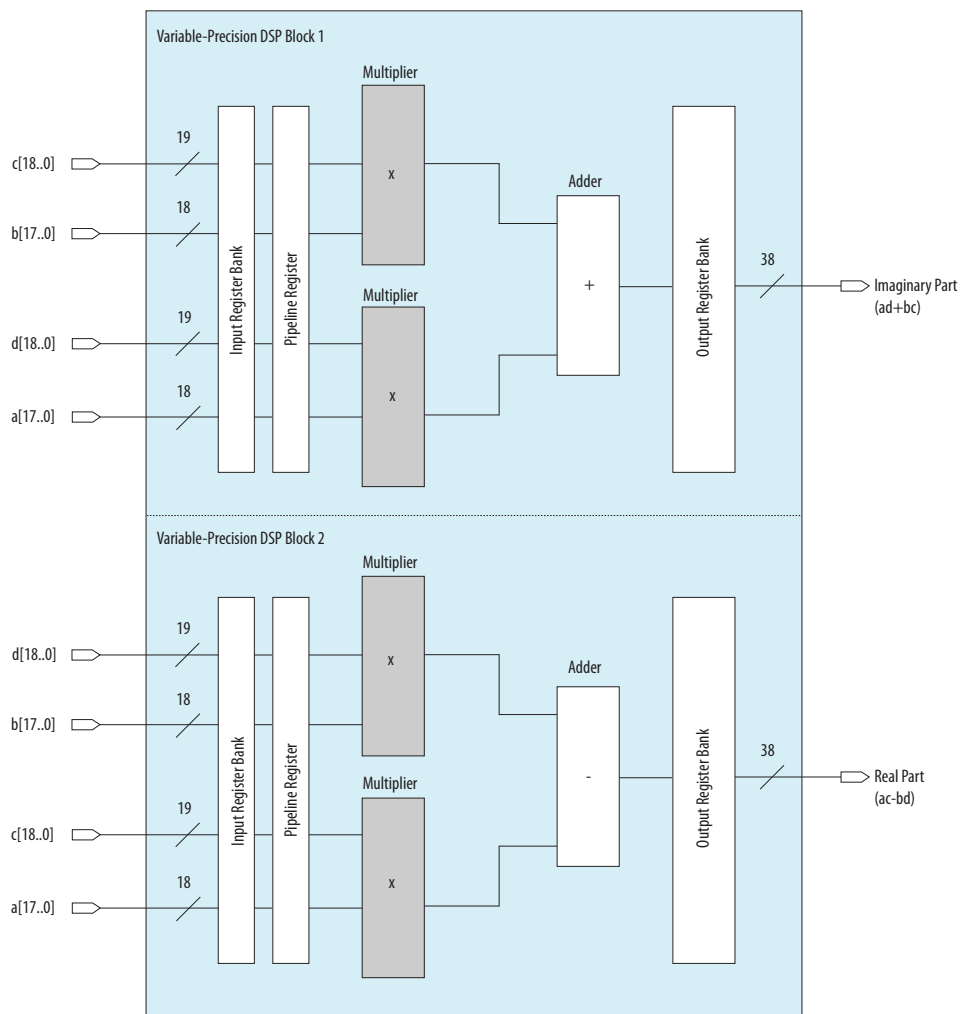 Variable-Precision DSP Block 1
Multiplier
19
c[18..0]
x
Adder
18
b[17..0]
Input Register Bank
Pipeline Register
Output Register Bank
+
38
Imaginary Part
(ad+bc)
Multiplier
19
d[18..0]
18
x
a[17..0]
Variable-Precision DSP Block 2
Multiplier
19
d[18..0]
x
Adder
18
b[17..0]
Input Register Bank
Pipeline Register
Output Register Bank
-
38
Real Part
(ac-bd)
Multiplier
19
c[18..0]
18
x
a[17..0]